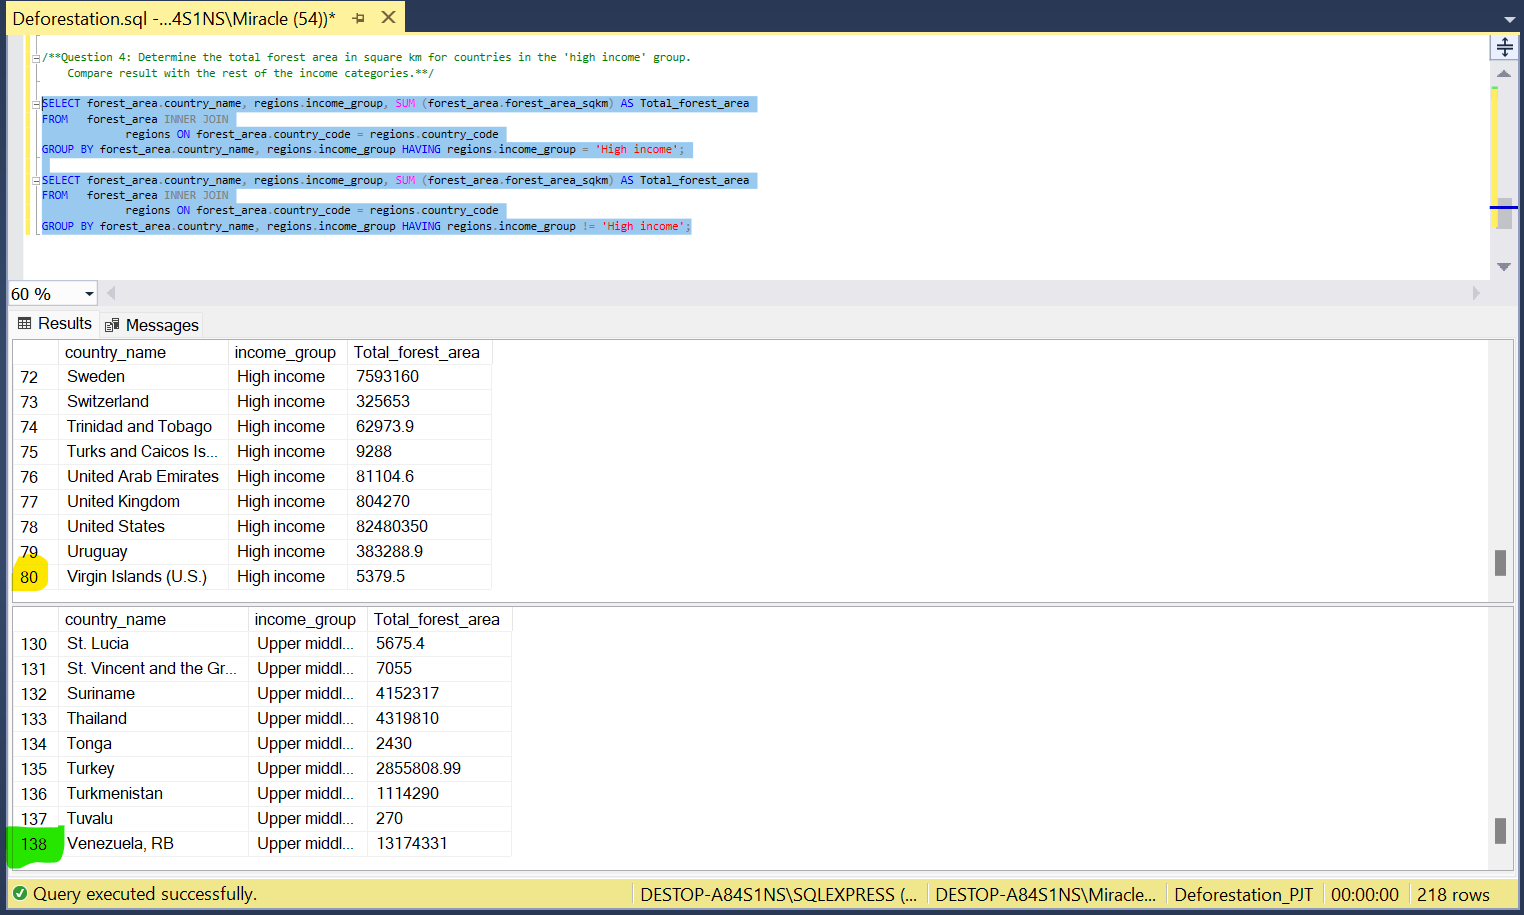 Deforestation.sql -...4S1NS\Miracle (54))*
/**Question 4: Determine the total forest area in square km for countries in the 'high income' group.
Compare result with the rest of the income categories.**/
SELECT forest_area.country_name, regions.income_group, SUM (forest_area.forest_area_sqkm) AS Total_forest_area
FROM forest_area INNER JOIN
regions ON forest_area.country_code = regions.country_code
GROUP BY forest_area.country_name, regions.income_group HAVING regions.income_group = 'High income';
SELECT forest_area.country_name, regions.income_group, SUM (forest_area.forest_area_sqkm) AS Total_forest_area
FROM forest_area INNER JOIN
regions ON forest_area.country_code = regions.country_code
GROUP BY forest_area.country_name, regions.income_group HAVING regions.income_group != 'High income';
60 %
Results Messages
country_name income_group Total_forest_area
72 Sweden High income 7593160
73 Switzerland High income 325653
74 Trinidad and Tobago High income 62973.9
75 Turks and Caicos Is... High income 9288
76 United Arab Emirates High income 81104.6
77 United Kingdom High income 804270
78 United States High income 82480350
79 Uruguay High income 383288.9
80 Virgin Islands (U.S.) High income 5379.5
country_name income_group Total_forest_area
130 St. Lucia Upper middl... 5675.4
131 St. Vincent and the Gr... Upper middl... 7055
132 Suriname Upper middl... 4152317
133 Thailand Upper middl... 4319810
134 Tonga Upper middl... 2430
135 Turkey Upper middl... 2855808.99
136 Turkmenistan Upper middl... 1114290
137 Tuvalu Upper middl... 270
138 Venezuela, RB Upper middl... 13174331
Query executed successfully. DESTOP-A84S1NS\SQLEXPRESS (... DESTOP-A84S1NS\Miracle... Deforestation_PJT 00:00:00 218 rows